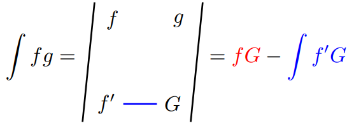 f g
∫ fg = = fG − ∫ f′G
f′ G